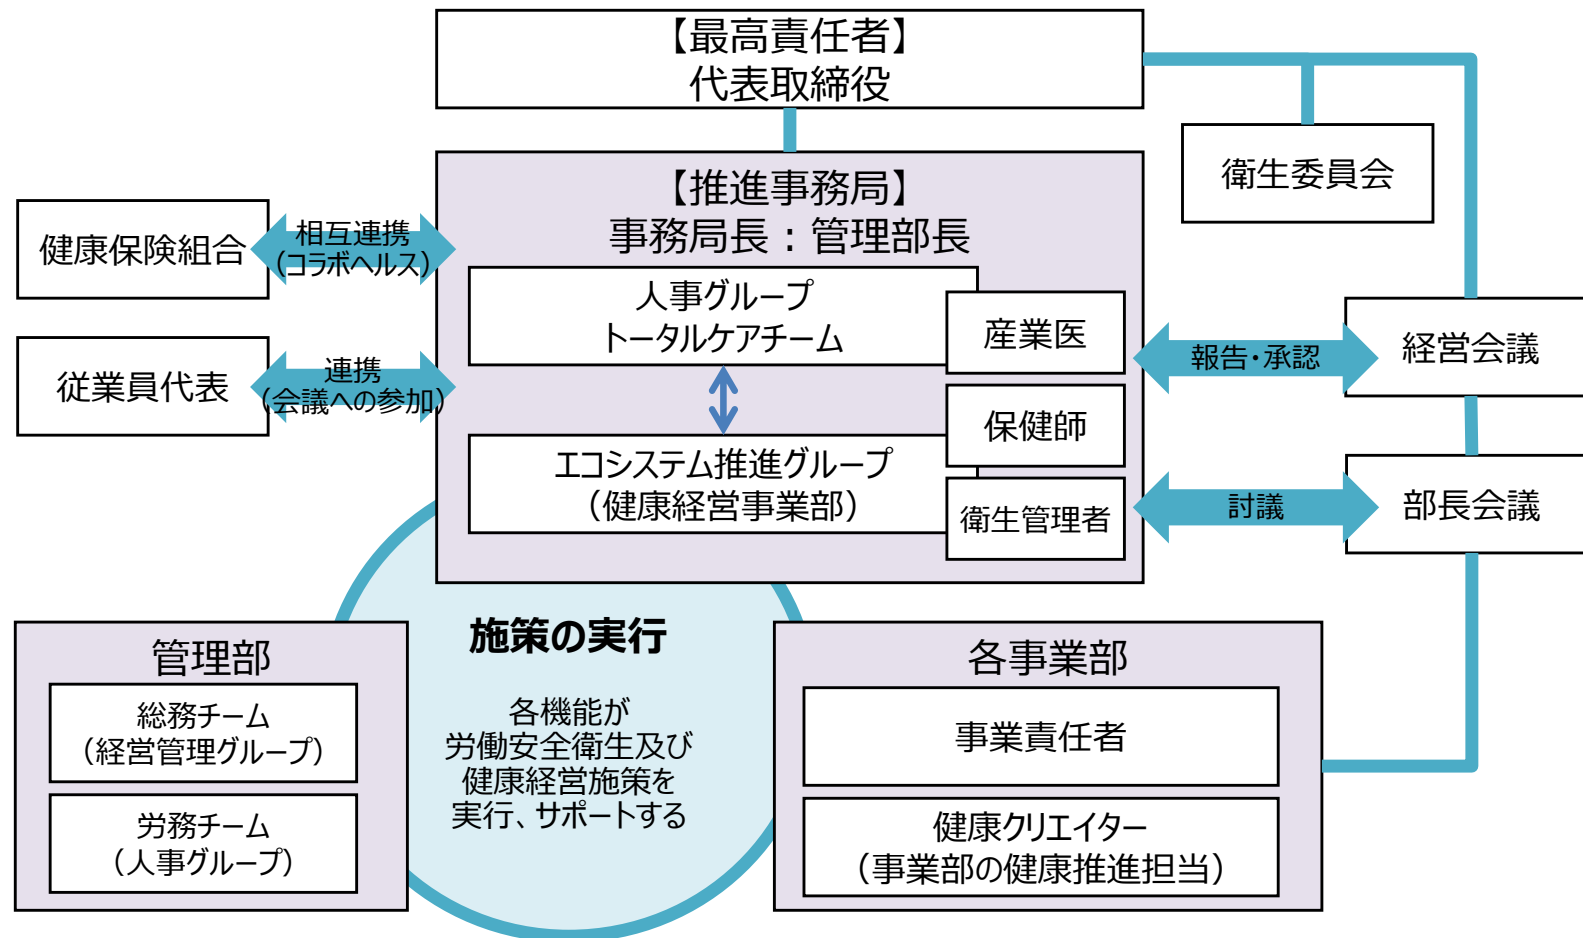 【最高責任者】
代表取締役
衛生委員会
【推進事務局】
事務局長：管理部長
健康保険組合
相互連携
（コラボヘルス）
人事グループ
トータルケアチーム
産業医
報告・承認
経営会議
従業員代表
連携
（会議への参加）
保健師
エコシステム推進グループ
（健康経営事業部）
衛生管理者
討議
部長会議
施策の実行
各機能が
労働安全衛生及び
健康経営施策を
実行、サポートする
管理部
総務チーム
（経営管理グループ）
労務チーム
（人事グループ）
各事業部
事業責任者
健康クリエイター
（事業部の健康推進担当）